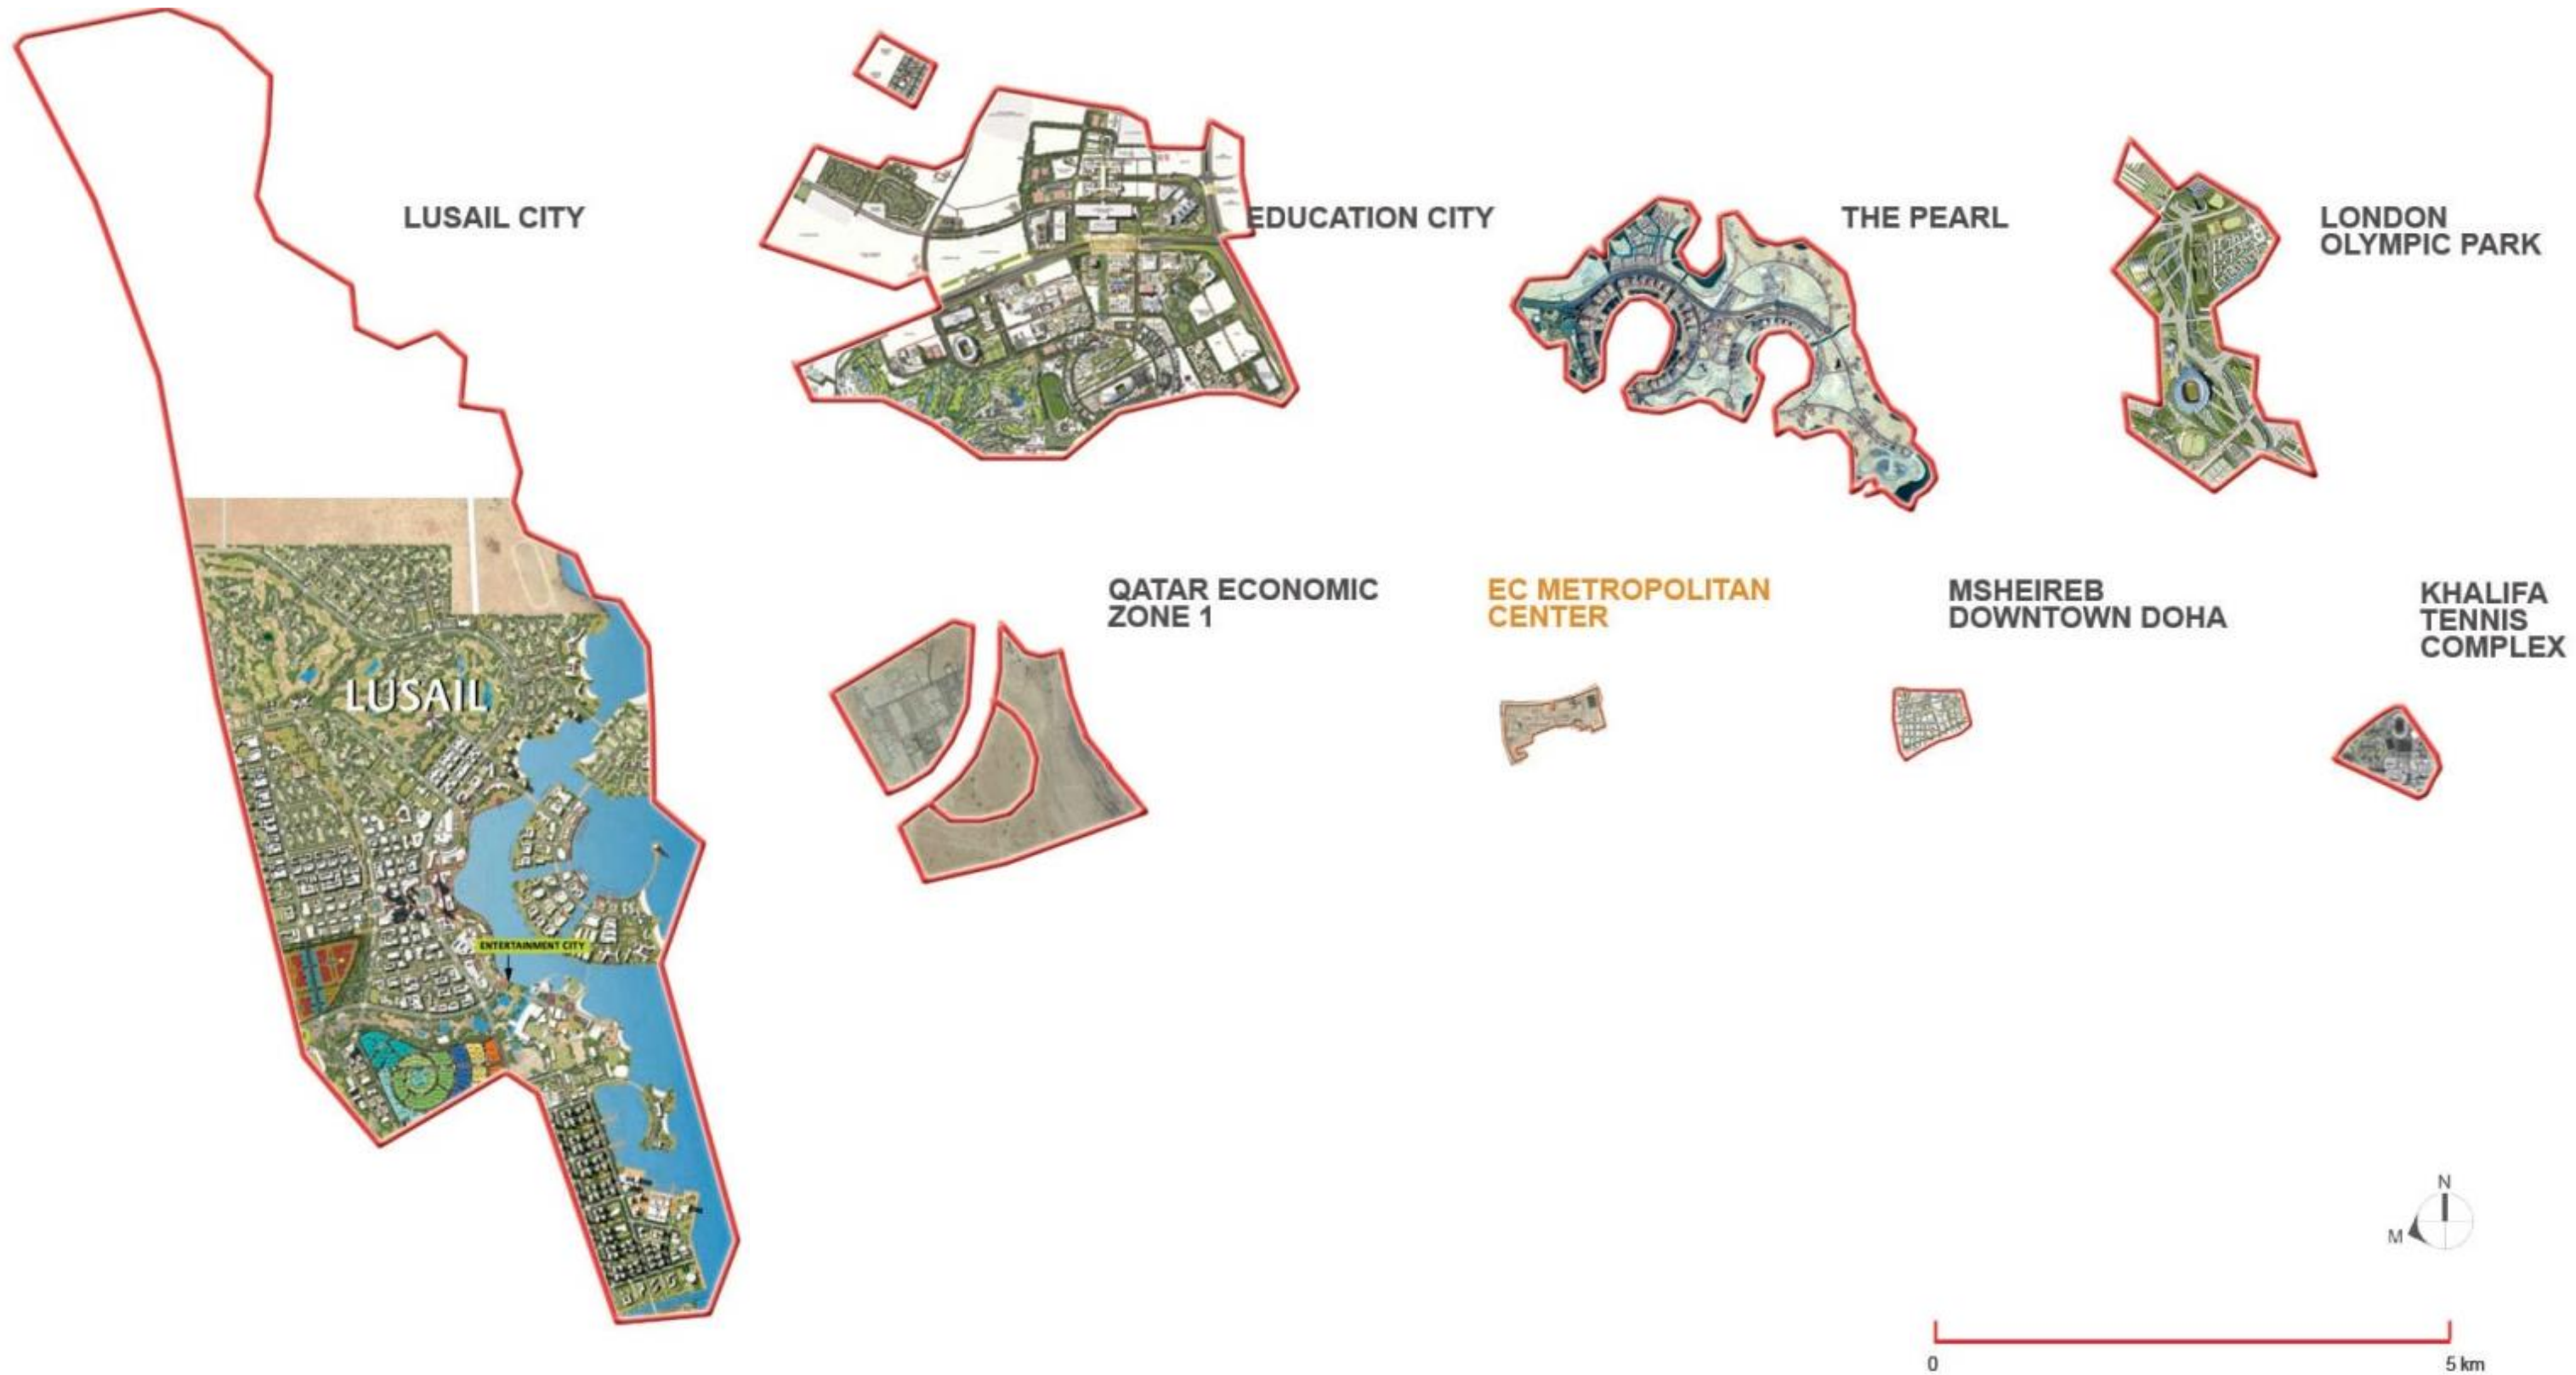 LUSAIL CITY
EDUCATION CITY
THE PEARL
LONDON
OLYMPIC PARK
QATAR ECONOMIC
ZONE 1
EC METROPOLITAN
CENTER
MSHEIREB
DOWNTOWN DOHA
KHALIFA
TENNIS
COMPLEX
LUSAIL
ENTERTAINMENT CITY
N
M
0
5 km